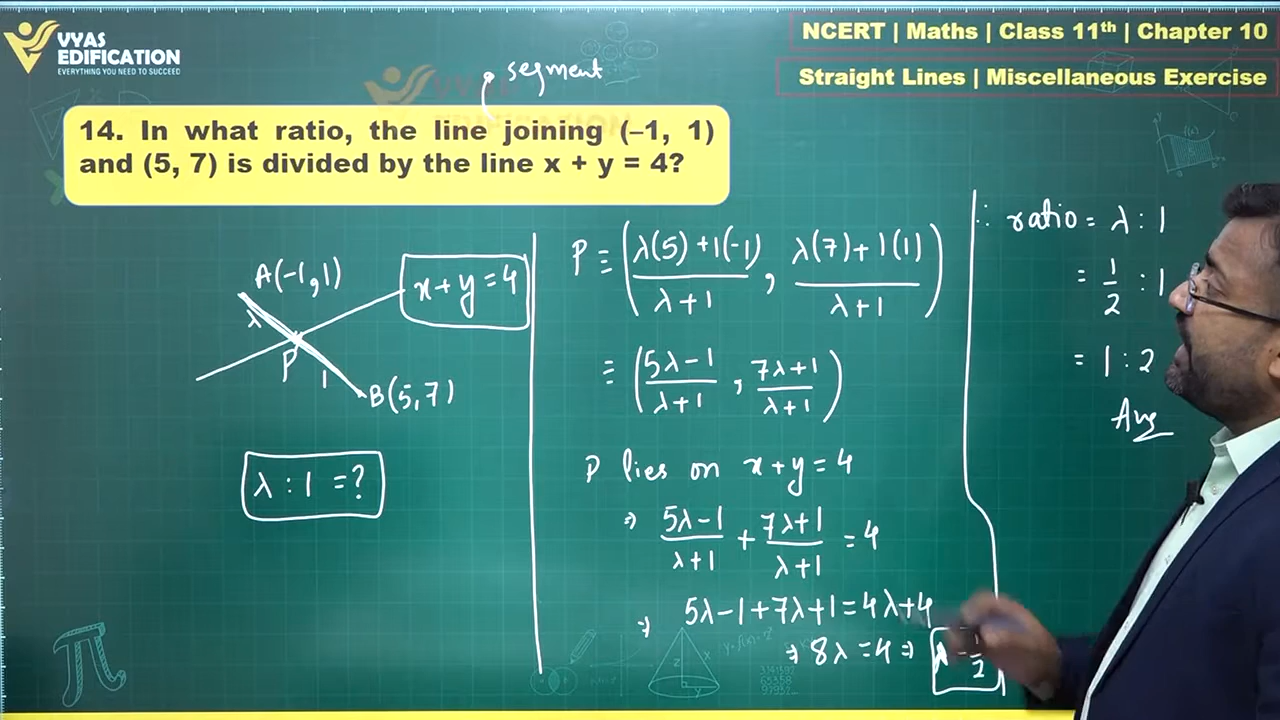 VYAS
EDIFICATION
EVERYTHING YOU NEED TO SUCCEED
NCERT | Maths | Class 11th | Chapter 10
Straight Lines | Miscellaneous Exercise
segment
14. In what ratio, the line joining (–1, 1)
and (5, 7) is divided by the line x + y = 4?
A(-1,1)
x+y=4
λ
P
1
B(5,7)
λ : 1 = ?
P ≡ (λ(5)+1(-1)/λ+1, λ(7)+1(1)/λ+1)
≡ (5λ-1/λ+1, 7λ+1/λ+1)
P lies on x+y=4
⇒ 5λ-1/λ+1 + 7λ+1/λ+1 = 4
⇒ 5λ-1+7λ+1=4λ+4
⇒ 8λ=4 ⇒ λ = 1/2
∴ ratio = λ : 1
= 1/2 : 1
= 1 : 2
Ans